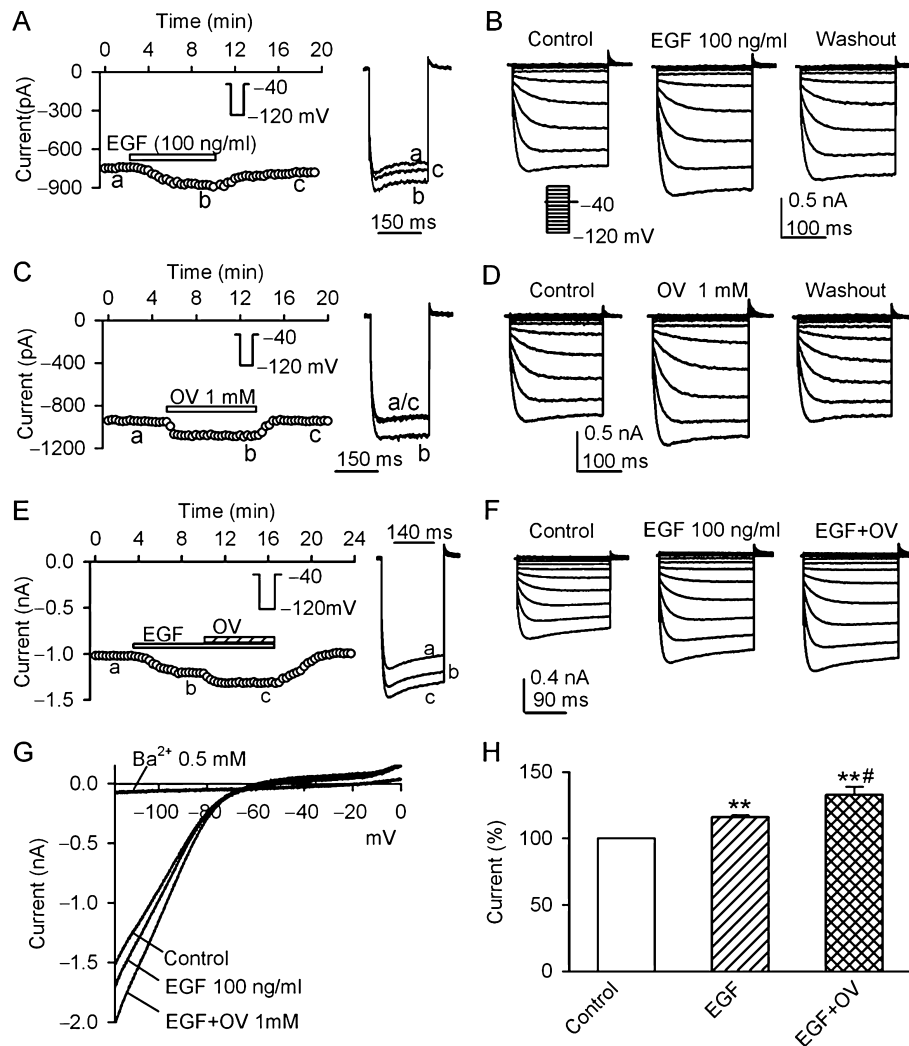 A
Time (min)
0 4 8 12 16 20
Current(pA)
0
−300
−600
−900
−40
−120 mV
EGF (100 ng/ml)
a
b
c
a
c
b
150 ms
B
Control
EGF 100 ng/ml
Washout
−40
−120 mV
0.5 nA
100 ms
C
Time (min)
0 4 8 12 16 20
Current (pA)
0
−400
−800
−1200
−40
−120 mV
OV 1 mM
a
b
c
a/c
b
150 ms
D
Control
OV 1 mM
Washout
0.5 nA
100 ms
E
Time (min)
0 4 8 12 16 20 24
Current (nA)
0.0
−0.5
−1.0
−1.5
−40
−120mV
EGF
OV
a
b
c
140 ms
a
b
c
F
Control
EGF 100 ng/ml
EGF+OV
0.4 nA
90 ms
G
Ba2+ 0.5 mM
0.0
−0.5
−1.0
−1.5
−2.0
Current (nA)
−100 −80 −60 −40 −20 0
mV
Control
EGF 100 ng/ml
EGF+OV 1mM
H
Current (%)
150
100
50
0
**
**#
Control
EGF
EGF+OV